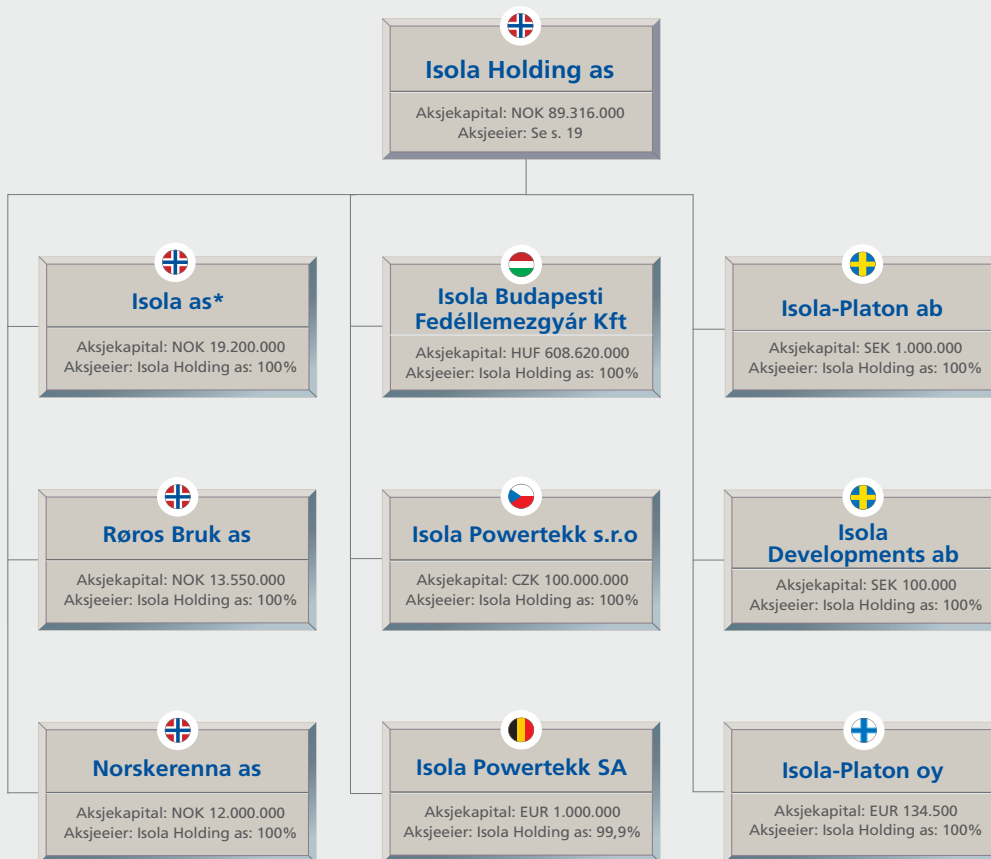 Isola Holding as
Aksjekapital: NOK 89.316.000
Aksjeeier: Se s. 19
Isola as*
Aksjekapital: NOK 19.200.000
Aksjeeier: Isola Holding as: 100%
Isola Budapesti
Fedéllemezgyár Kft
Aksjekapital: HUF 608.620.000
Aksjeeier: Isola Holding as: 100%
Isola-Platon ab
Aksjekapital: SEK 1.000.000
Aksjeeier: Isola Holding as: 100%
Røros Bruk as
Aksjekapital: NOK 13.550.000
Aksjeeier: Isola Holding as: 100%
Isola Powertekk s.r.o
Aksjekapital: CZK 100.000.000
Aksjeeier: Isola Holding as: 100%
Isola
Developments ab
Aksjekapital: SEK 100.000
Aksjeeier: Isola Holding as: 100%
Norskerenna as
Aksjekapital: NOK 12.000.000
Aksjeeier: Isola Holding as: 100%
Isola Powertekk SA
Aksjekapital: EUR 1.000.000
Aksjeeier: Isola Holding as: 99,9%
Isola-Platon oy
Aksjekapital: EUR 134.500
Aksjeeier: Isola Holding as: 100%